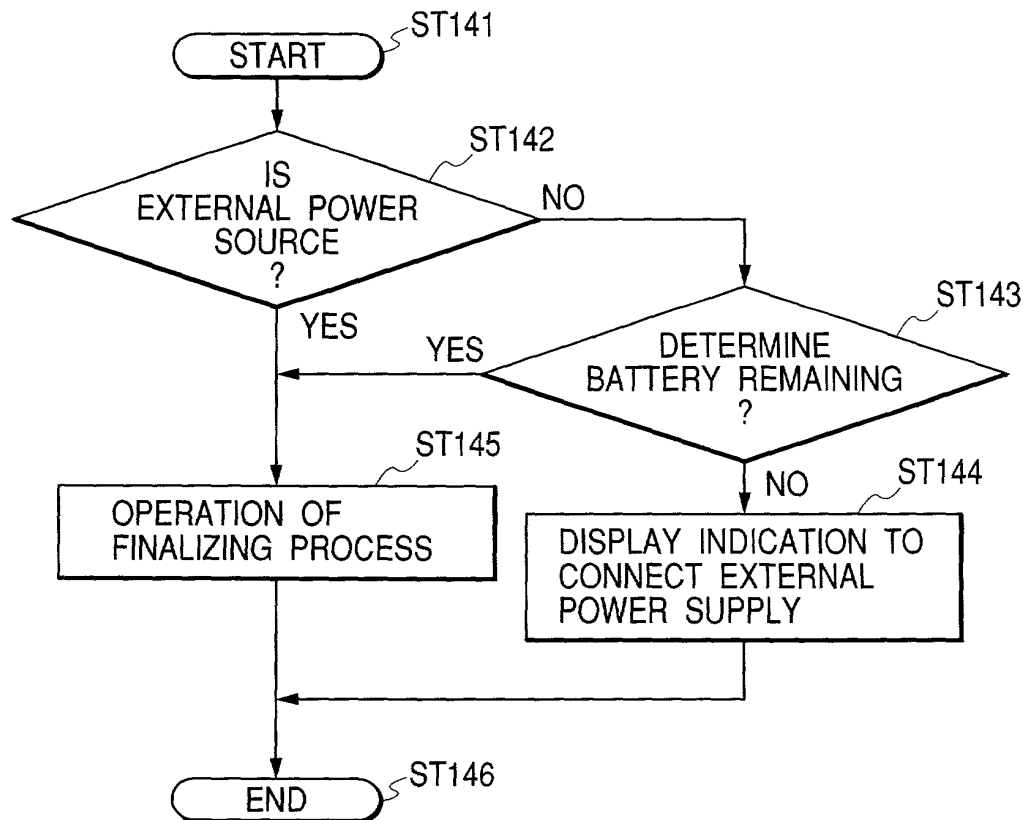 START
ST141
IS
EXTERNAL POWER
SOURCE
?
ST142
NO
YES
DETERMINE
BATTERY REMAINING
?
ST143
YES
NO
OPERATION OF
FINALIZING PROCESS
ST145
DISPLAY INDICATION TO
CONNECT EXTERNAL
POWER SUPPLY
ST144
END
ST146